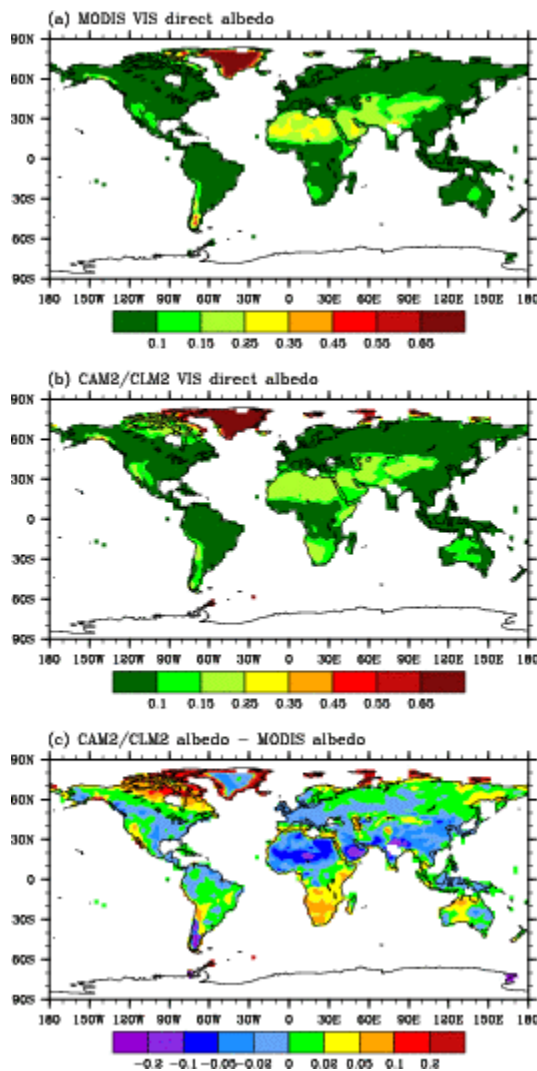 (a) MODIS VIS direct albedo
90N
60N
30N
0
30S
60S
90S
180 150W 120W 90W 60W 30W 0 30E 60E 90E 120E 150E 180
0.1 0.15 0.25 0.35 0.45 0.55 0.65
(b) CAM2/CLM2 VIS direct albedo
90N
60N
30N
0
30S
60S
90S
180 150W 120W 90W 60W 30W 0 30E 60E 90E 120E 150E 180
0.1 0.15 0.25 0.35 0.45 0.55 0.65
(c) CAM2/CLM2 albedo - MODIS albedo
90N
60N
30N
0
30S
60S
90S
180 150W 120W 90W 60W 30W 0 30E 60E 90E 120E 150E 180
-0.2 -0.1 -0.05 -0.02 0 0.02 0.05 0.1 0.2